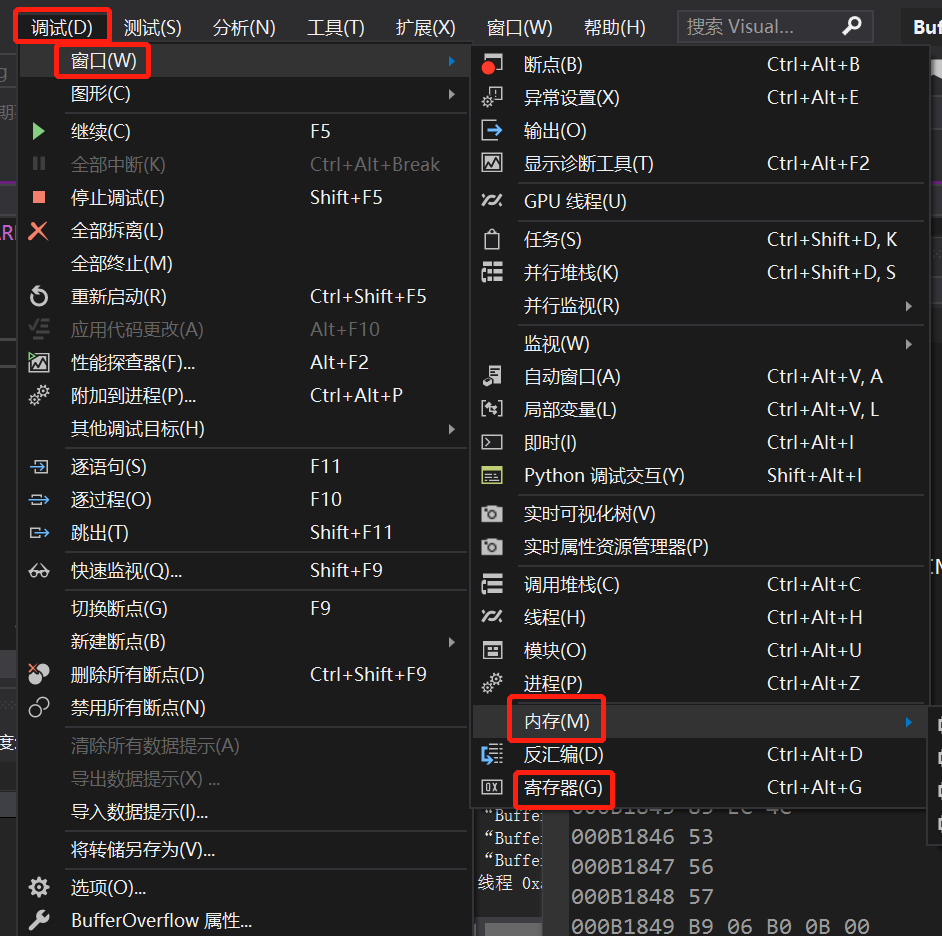 调试(D) 测试(S) 分析(N) 工具(T) 扩展(X) 窗口(W) 帮助(H) 搜索 Visual... Buf
窗口(W)
图形(C)
继续(C) F5
全部中断(K) Ctrl+Alt+Break
停止调试(E) Shift+F5
全部拆离(L)
全部终止(M)
重新启动(R) Ctrl+Shift+F5
应用代码更改(A) Alt+F10
性能探查器(F)... Alt+F2
附加到进程(P)... Ctrl+Alt+P
其他调试目标(H)
逐语句(S) F11
逐过程(O) F10
跳出(T) Shift+F11
快速监视(Q)... Shift+F9
切换断点(G) F9
新建断点(B)
删除所有断点(D) Ctrl+Shift+F9
禁用所有断点(N)
清除所有数据提示(A)
导出数据提示(X) ...
导入数据提示(I)...
将转储另存为(V)...
选项(O)...
BufferOverflow 属性...
断点(B) Ctrl+Alt+B
异常设置(X) Ctrl+Alt+E
输出(O)
显示诊断工具(T) Ctrl+Alt+F2
GPU 线程(U)
任务(S) Ctrl+Shift+D, K
并行堆栈(K) Ctrl+Shift+D, S
并行监视(R)
监视(W)
自动窗口(A) Ctrl+Alt+V, A
局部变量(L) Ctrl+Alt+V, L
即时(I) Ctrl+Alt+I
Python 调试交互(Y) Shift+Alt+I
实时可视化树(V)
实时属性资源管理器(P)
调用堆栈(C) Ctrl+Alt+C
线程(H) Ctrl+Alt+H
模块(O) Ctrl+Alt+U
进程(P) Ctrl+Alt+Z
内存(M)
反汇编(D) Ctrl+Alt+D
寄存器(G) Ctrl+Alt+G
“Buffe
“Buffe
“Buffe
线程 0x
000B1845 83 EC 4C
000B1846 53
000B1847 56
000B1848 57
000B1849 B9 06 B0 0B 00